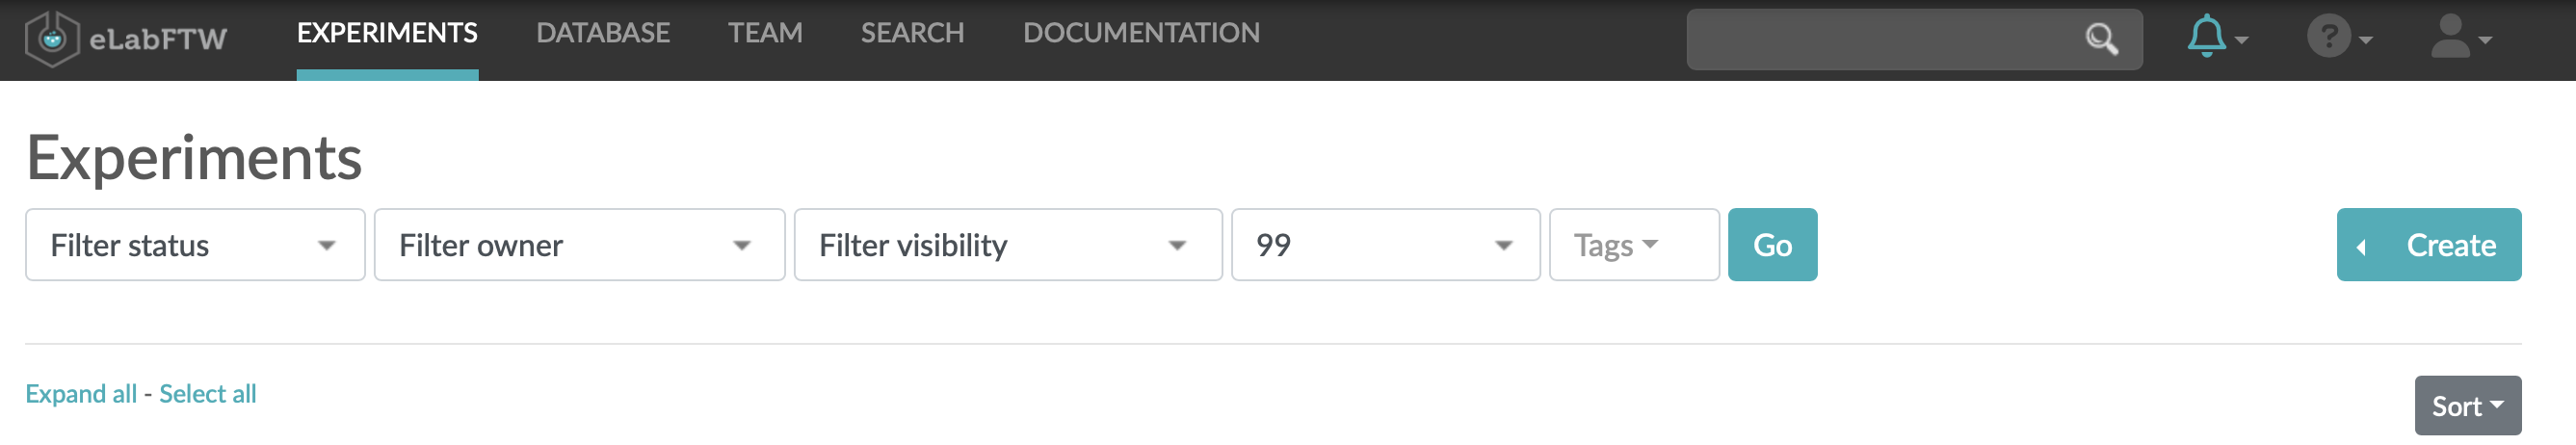 eLabFTW EXPERIMENTS DATABASE TEAM SEARCH DOCUMENTATION ?
Experiments
Filter status Filter owner Filter visibility 99 Tags Go Create
Expand all - Select all Sort